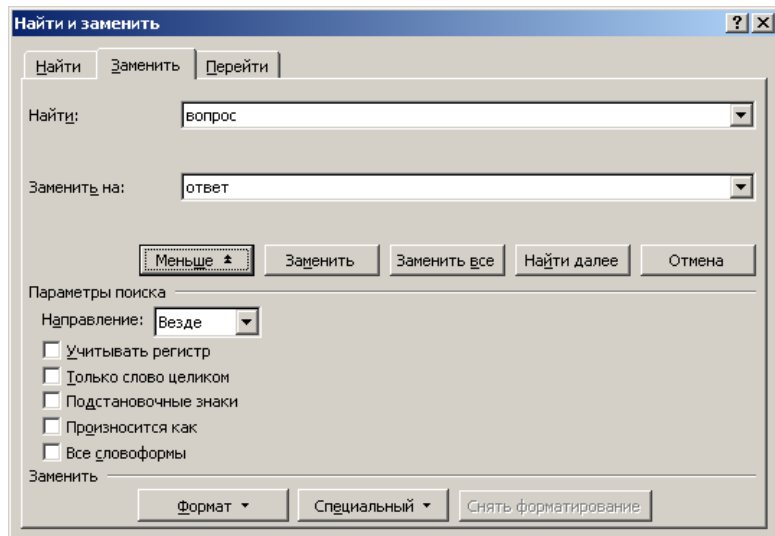 Найти и заменить
Найти Заменить Перейти
Найти: вопрос
Заменить на: ответ
Меньше Заменить Заменить все Найти далее Отмена
Параметры поиска
Направление: Везде
Учитывать регистр
Только слово целиком
Подстановочные знаки
Произносится как
Все словоформы
Заменить
Формат Специальный Снять форматирование